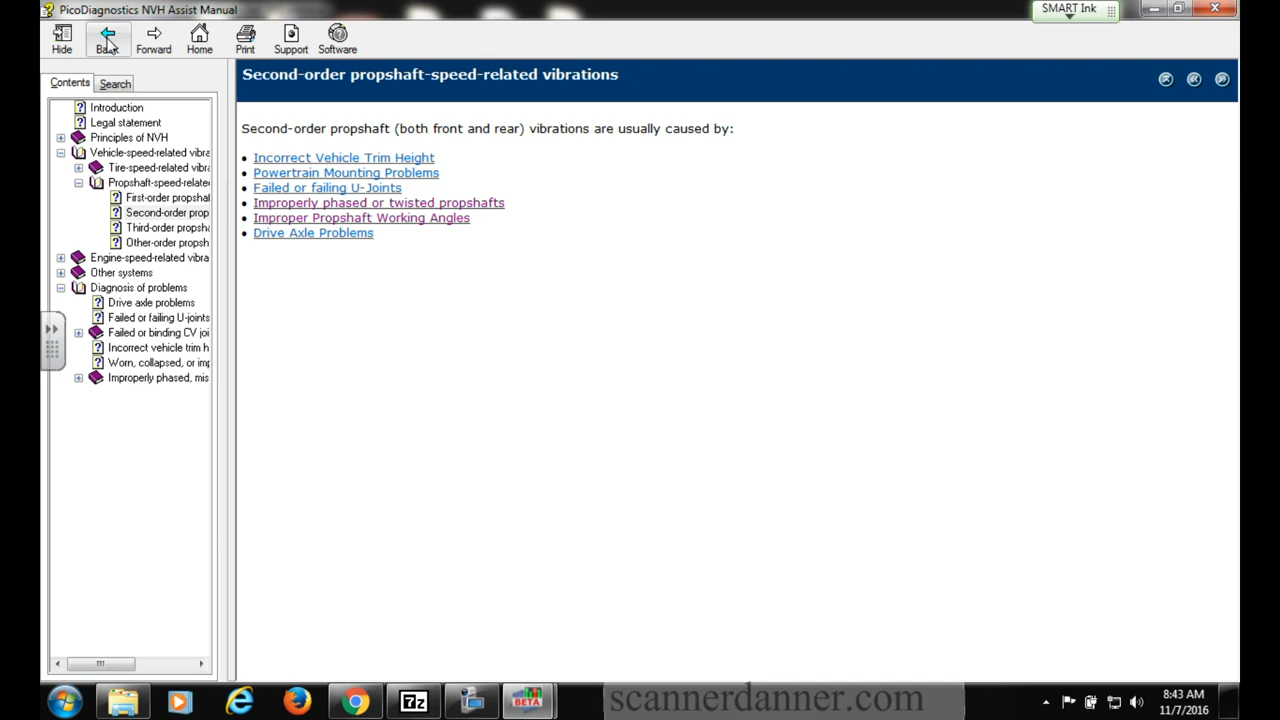 PicoDiagnostics NVH Assist Manual
SMART Ink
Hide
Back
Forward
Home
Print
Support
Software
Contents
Search
Introduction
Legal statement
Principles of NVH
Vehicle-speed-related vibra
Tire-speed-related vibra
Propshaft-speed-related
First-order propshaf
Second-order prop
Third-order propsha
Other-order propsh
Engine-speed-related vibra
Other systems
Diagnosis of problems
Drive axle problems
Failed or failing U-joints
Failed or binding CV joi
Incorrect vehicle trim h
Worn, collapsed, or imp
Improperly phased, mis
Second-order propshaft-speed-related vibrations
Second-order propshaft (both front and rear) vibrations are usually caused by:
• Incorrect Vehicle Trim Height
• Powertrain Mounting Problems
• Failed or failing U-Joints
• Improperly phased or twisted propshafts
• Improper Propshaft Working Angles
• Drive Axle Problems
7z
BETA
scannerdanner.com
8:43 AM
11/7/2016